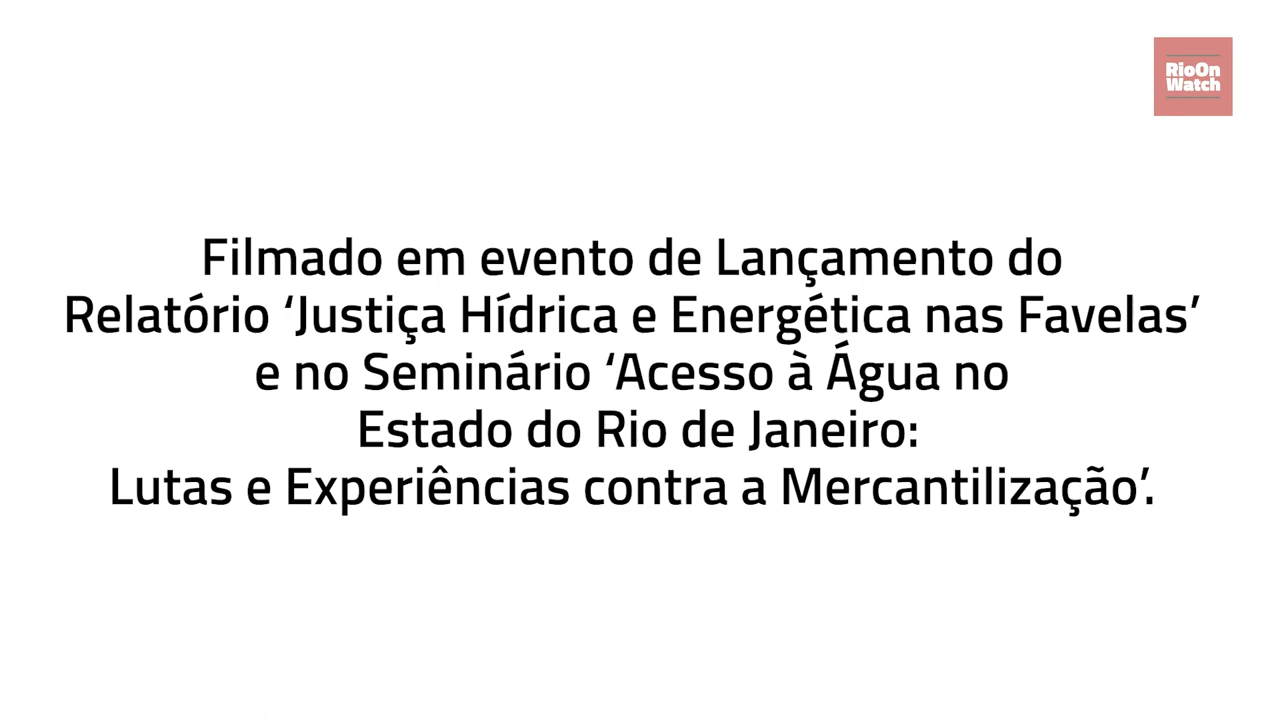 RioOn
Watch
Filmado em evento de Lançamento do
Relatório ‘Justiça Hídrica e Energética nas Favelas’
e no Seminário ‘Acesso à Água no
Estado do Rio de Janeiro:
Lutas e Experiências contra a Mercantilização’.